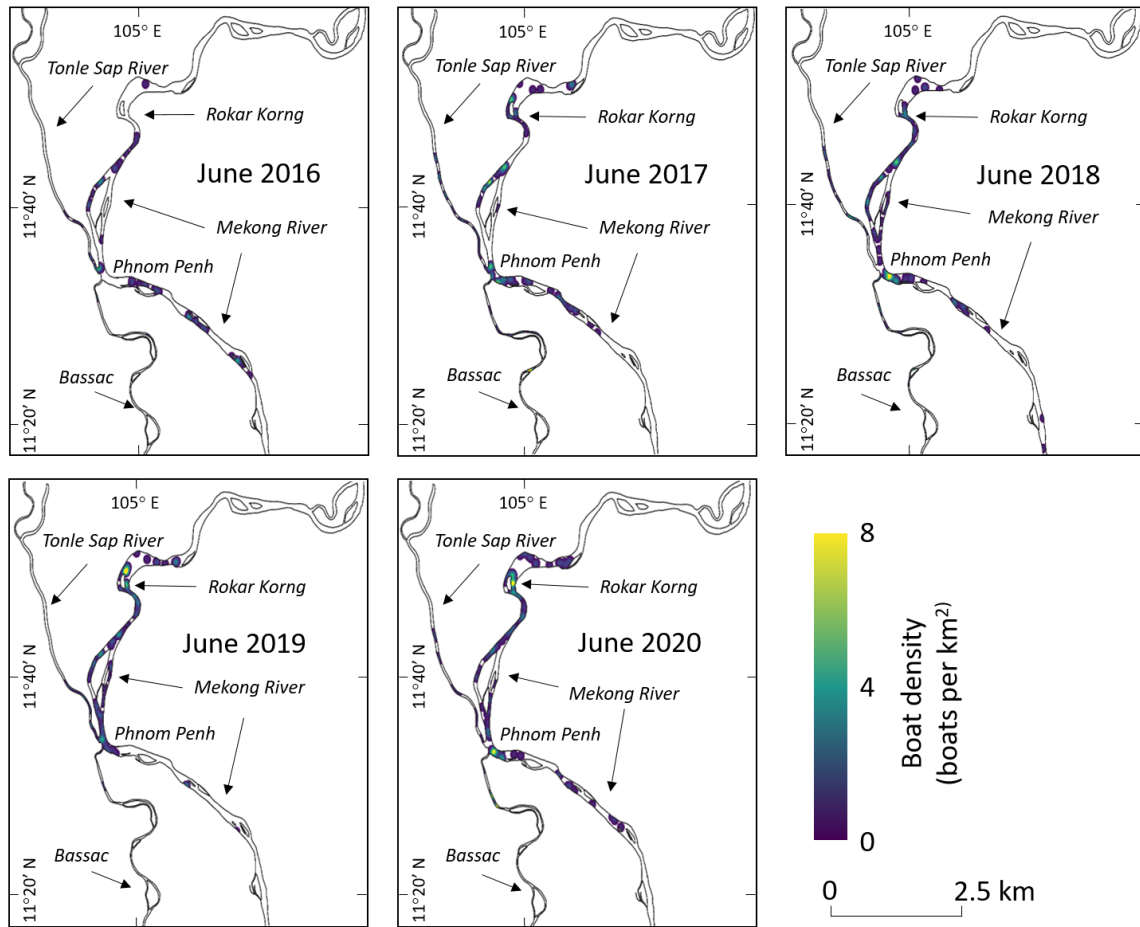 105° E
Tonle Sap River
Rokar Korng
June 2016
11°40′ N
Mekong River
Phnom Penh
Bassac
11°20′ N
105° E
Tonle Sap River
Rokar Korng
June 2017
11°40′ N
Mekong River
Phnom Penh
Bassac
11°20′ N
105° E
Tonle Sap River
Rokar Korng
June 2018
11°40′ N
Mekong River
Phnom Penh
Bassac
11°20′ N
105° E
Tonle Sap River
Rokar Korng
June 2019
11°40′ N
Mekong River
Phnom Penh
Bassac
11°20′ N
105° E
Tonle Sap River
Rokar Korng
June 2020
11°40′ N
Mekong River
Phnom Penh
Bassac
11°20′ N
8
4
0
Boat density
(boats per km²)
0 2.5 km